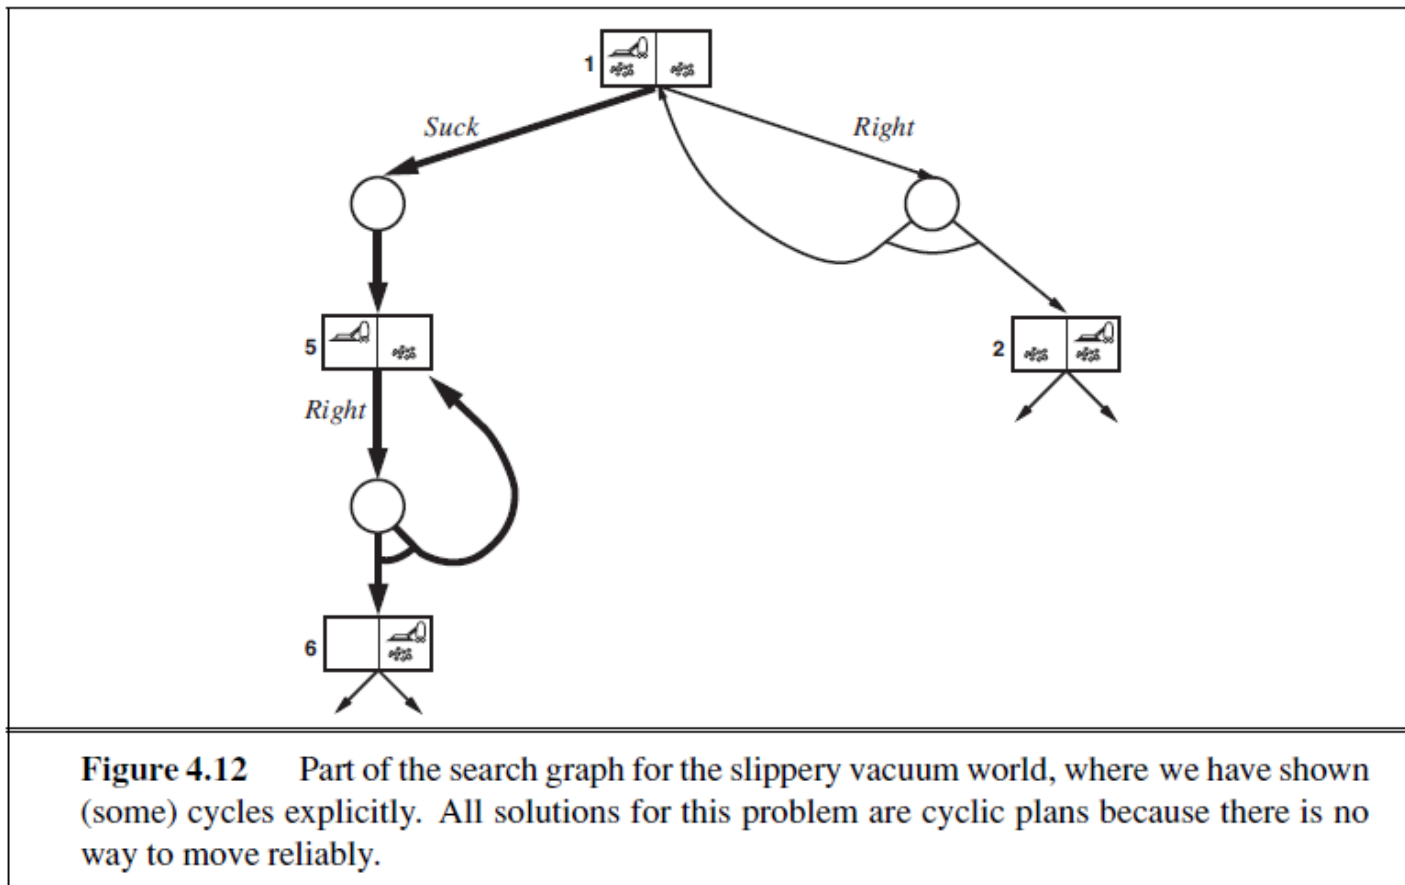 1
Suck
Right
5
2
Right
6
Figure 4.12 Part of the search graph for the slippery vacuum world, where we have shown
(some) cycles explicitly. All solutions for this problem are cyclic plans because there is no
way to move reliably.